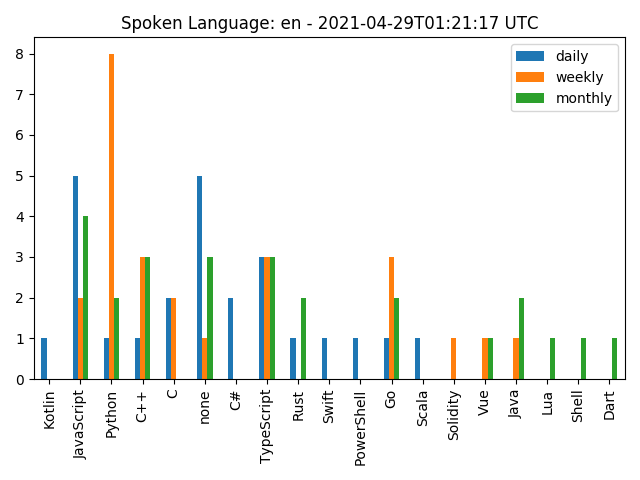 Spoken Language: en - 2021-04-29T01:21:17 UTC
daily
weekly
monthly
8
7
6
5
4
3
2
1
0
Kotlin
JavaScript
Python
C++
C
none
C#
TypeScript
Rust
Swift
PowerShell
Go
Scala
Solidity
Vue
Java
Lua
Shell
Dart